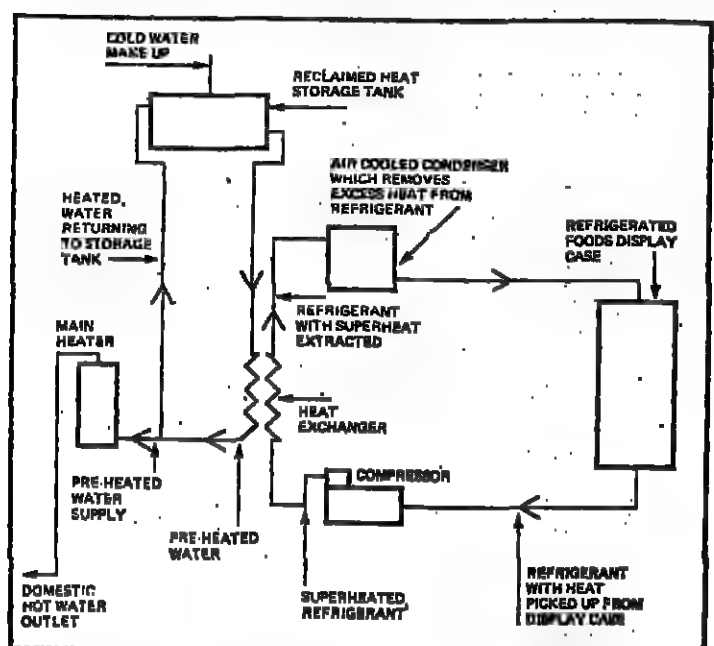 COLD WATER
MAKE UP
RECLAIMED HEAT
STORAGE TANK
AIR COOLED CONDENSER
WHICH REMOVES
EXCESS HEAT FROM
REFRIGERANT
HEATED,
WATER
RETURNING
TO STORAGE
TANK
REFRIGERATED
FOODS DISPLAY
CASE
REFRIGERANT
WITH SUPERHEAT
EXTRACTED
MAIN
HEATER
HEAT
EXCHANGER
COMPRESSOR
PRE-HEATED
WATER
SUPPLY
PRE-HEATED
WATER
DOMESTIC
HOT WATER
OUTLET
SUPERHEATED
REFRIGERANT
REFRIGERANT
WITH HEAT
PICKED UP FROM
DISPLAY CASE